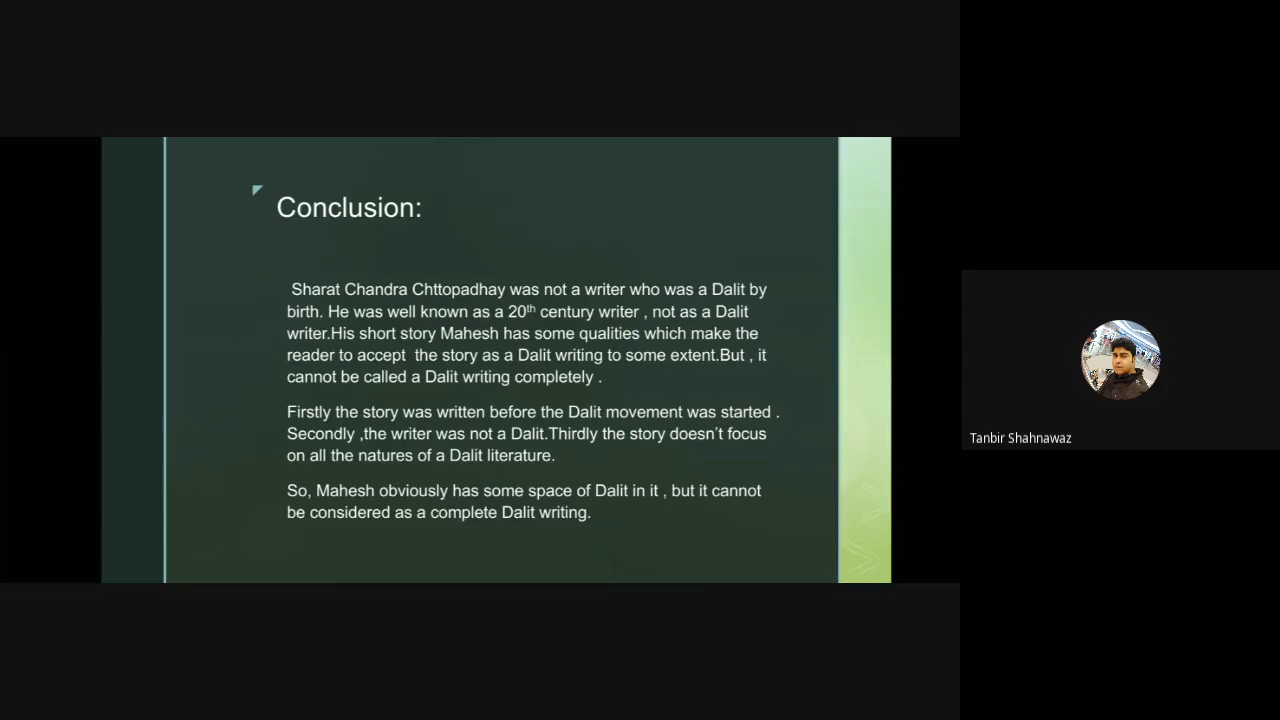 Conclusion:
Sharat Chandra Chttopadhay was not a writer who was a Dalit by
birth. He was well known as a 20th century writer , not as a Dalit
writer.His short story Mahesh has some qualities which make the
reader to accept  the story as a Dalit writing to some extent.But , it
cannot be called a Dalit writing completely .
Firstly the story was written before the Dalit movement was started .
Secondly ,the writer was not a Dalit.Thirdly the story doesn’t focus
on all the natures of a Dalit literature.
So, Mahesh obviously has some space of Dalit in it , but it cannot
be considered as a complete Dalit writing.
Tanbir Shahnawaz